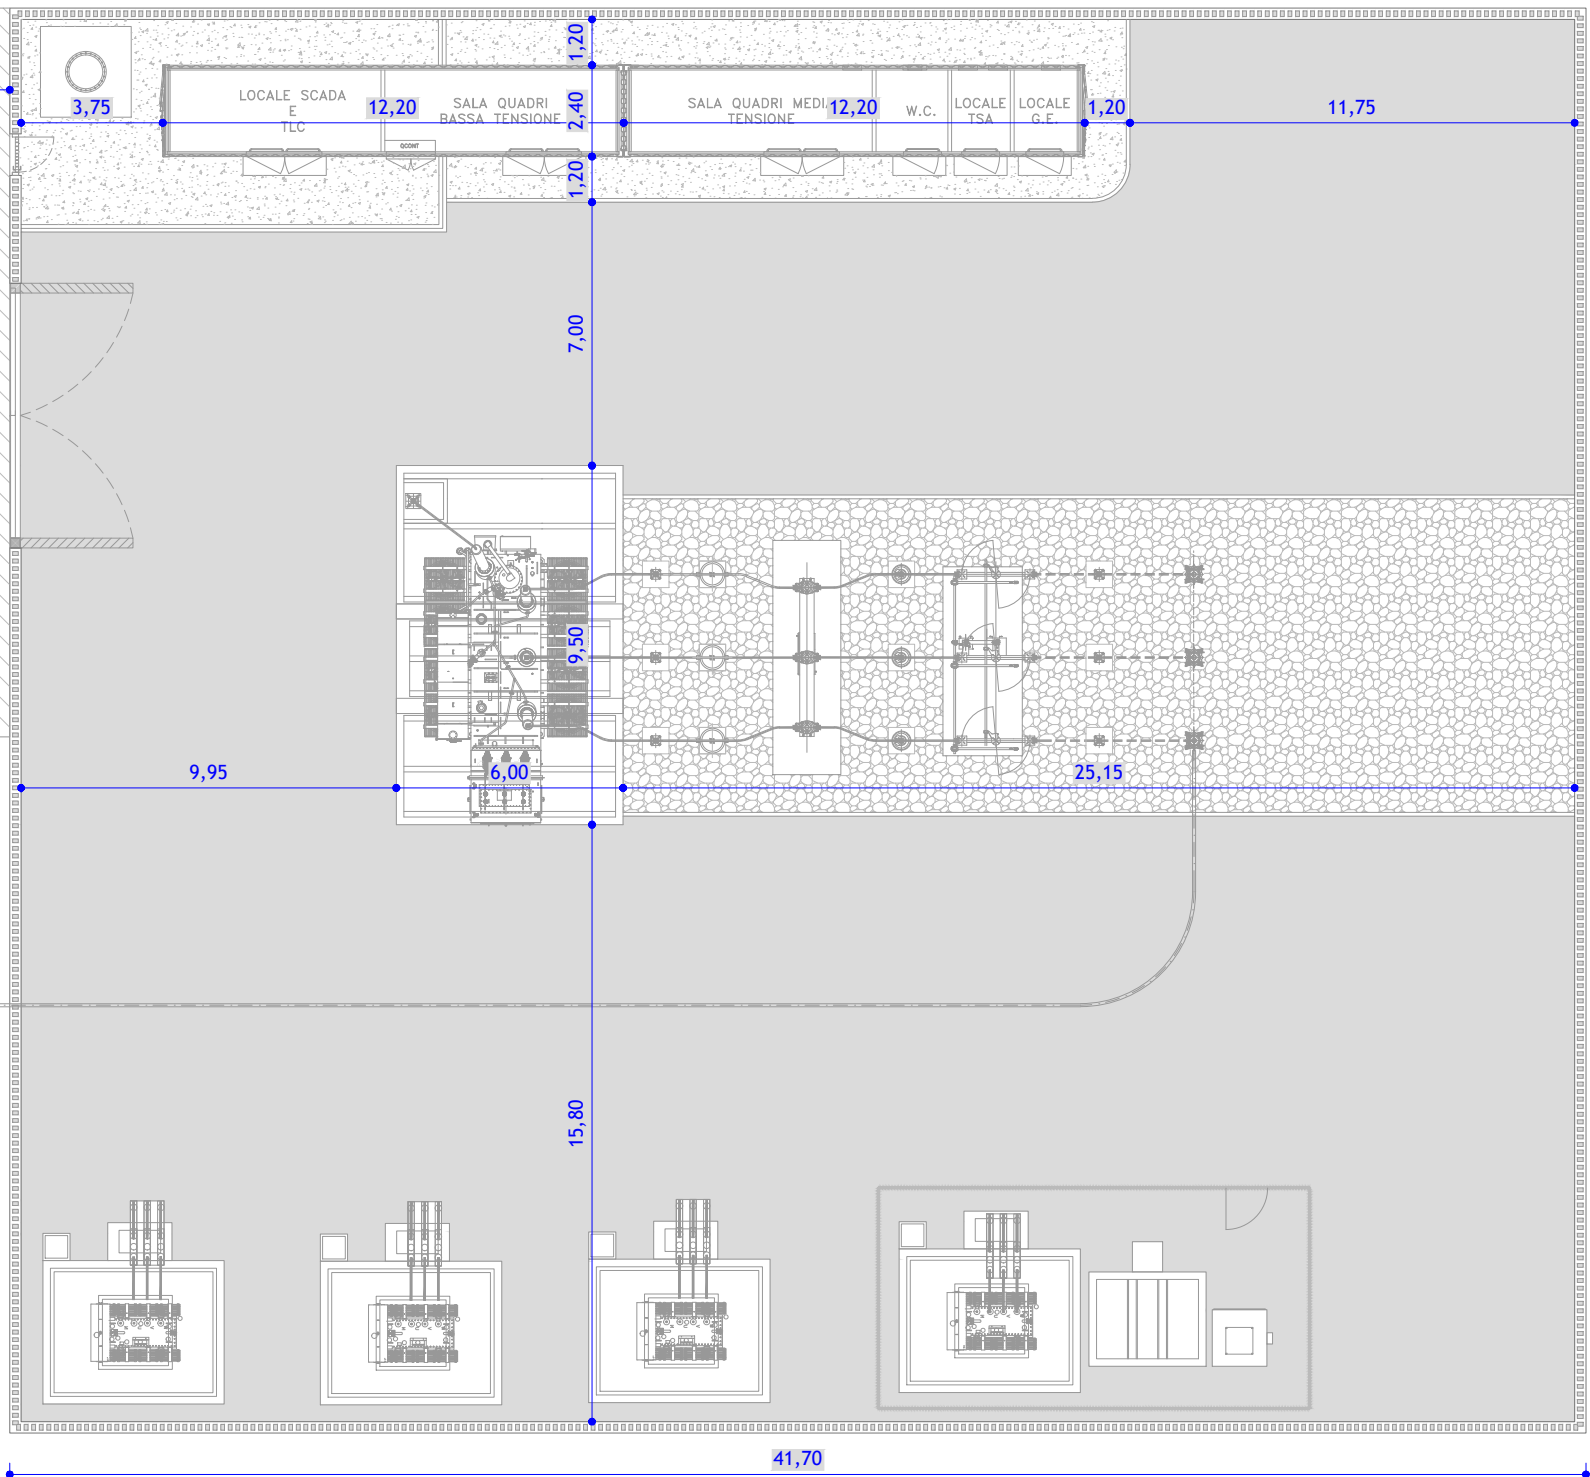 1,20
LOCALE SCADA
E
TLC
3,75
12,20
SALA QUADRI
BASSA TENSIONE
2,40
SALA QUADRI MEDI
TENSIONE
12,20
W.C.
LOCALE
TSA
LOCALE
G.E.
1,20
11,75
QCONT
1,20
7,00
9,50
9,95
6,00
25,15
15,80
41,70